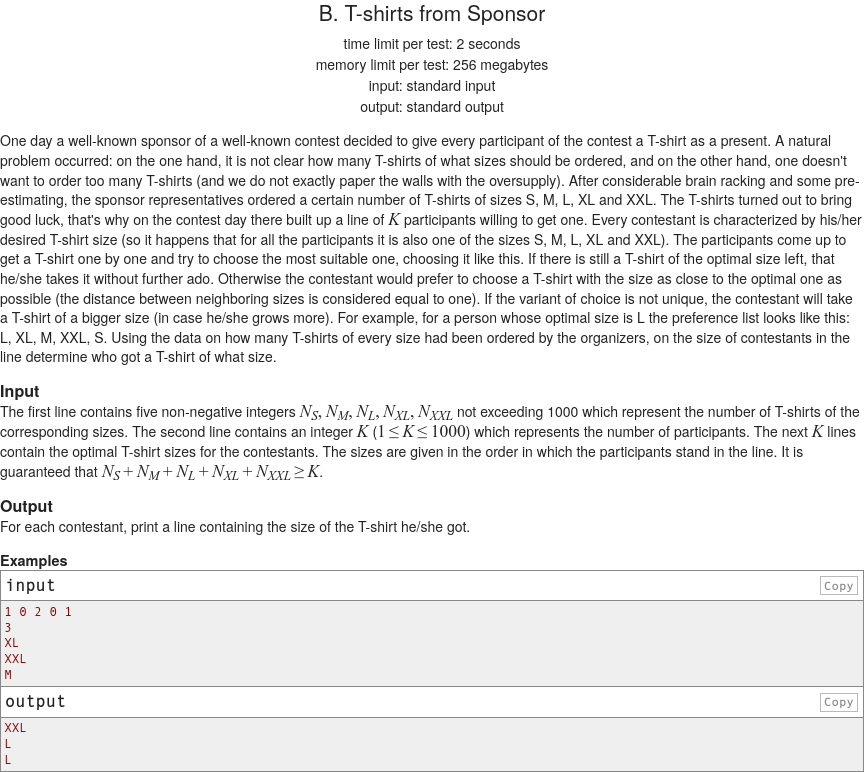 B. T-shirts from Sponsor
time limit per test: 2 seconds
memory limit per test: 256 megabytes
input: standard input
output: standard output
One day a well-known sponsor of a well-known contest decided to give every participant of the contest a T-shirt as a present. A natural
problem occurred: on the one hand, it is not clear how many T-shirts of what sizes should be ordered, and on the other hand, one doesn't
want to order too many T-shirts (and we do not exactly paper the walls with the oversupply). After considerable brain racking and some pre-
estimating, the sponsor representatives ordered a certain number of T-shirts of sizes S, M, L, XL and XXL. The T-shirts turned out to bring
good luck, that's why on the contest day there built up a line of K participants willing to get one. Every contestant is characterized by his/her
desired T-shirt size (so it happens that for all the participants it is also one of the sizes S, M, L, XL and XXL). The participants come up to
get a T-shirt one by one and try to choose the most suitable one, choosing it like this. If there is still a T-shirt of the optimal size left, that
he/she takes it without further ado. Otherwise the contestant would prefer to choose a T-shirt with the size as close to the optimal one as
possible (the distance between neighboring sizes is considered equal to one). If the variant of choice is not unique, the contestant will take
a T-shirt of a bigger size (in case he/she grows more). For example, for a person whose optimal size is L the preference list looks like this:
L, XL, M, XXL, S. Using the data on how many T-shirts of every size had been ordered by the organizers, on the size of contestants in the
line determine who got a T-shirt of what size.
Input
The first line contains five non-negative integers N_S, N_M, N_L, N_XL, N_XXL not exceeding 1000 which represent the number of T-shirts of the
corresponding sizes. The second line contains an integer K (1 ≤ K ≤ 1000) which represents the number of participants. The next K lines
contain the optimal T-shirt sizes for the contestants. The sizes are given in the order in which the participants stand in the line. It is
guaranteed that N_S + N_M + N_L + N_XL + N_XXL ≥ K.
Output
For each contestant, print a line containing the size of the T-shirt he/she got.
Examples
input Copy
1 0 2 0 1
3
XL
XXL
M
output Copy
XXL
L
L